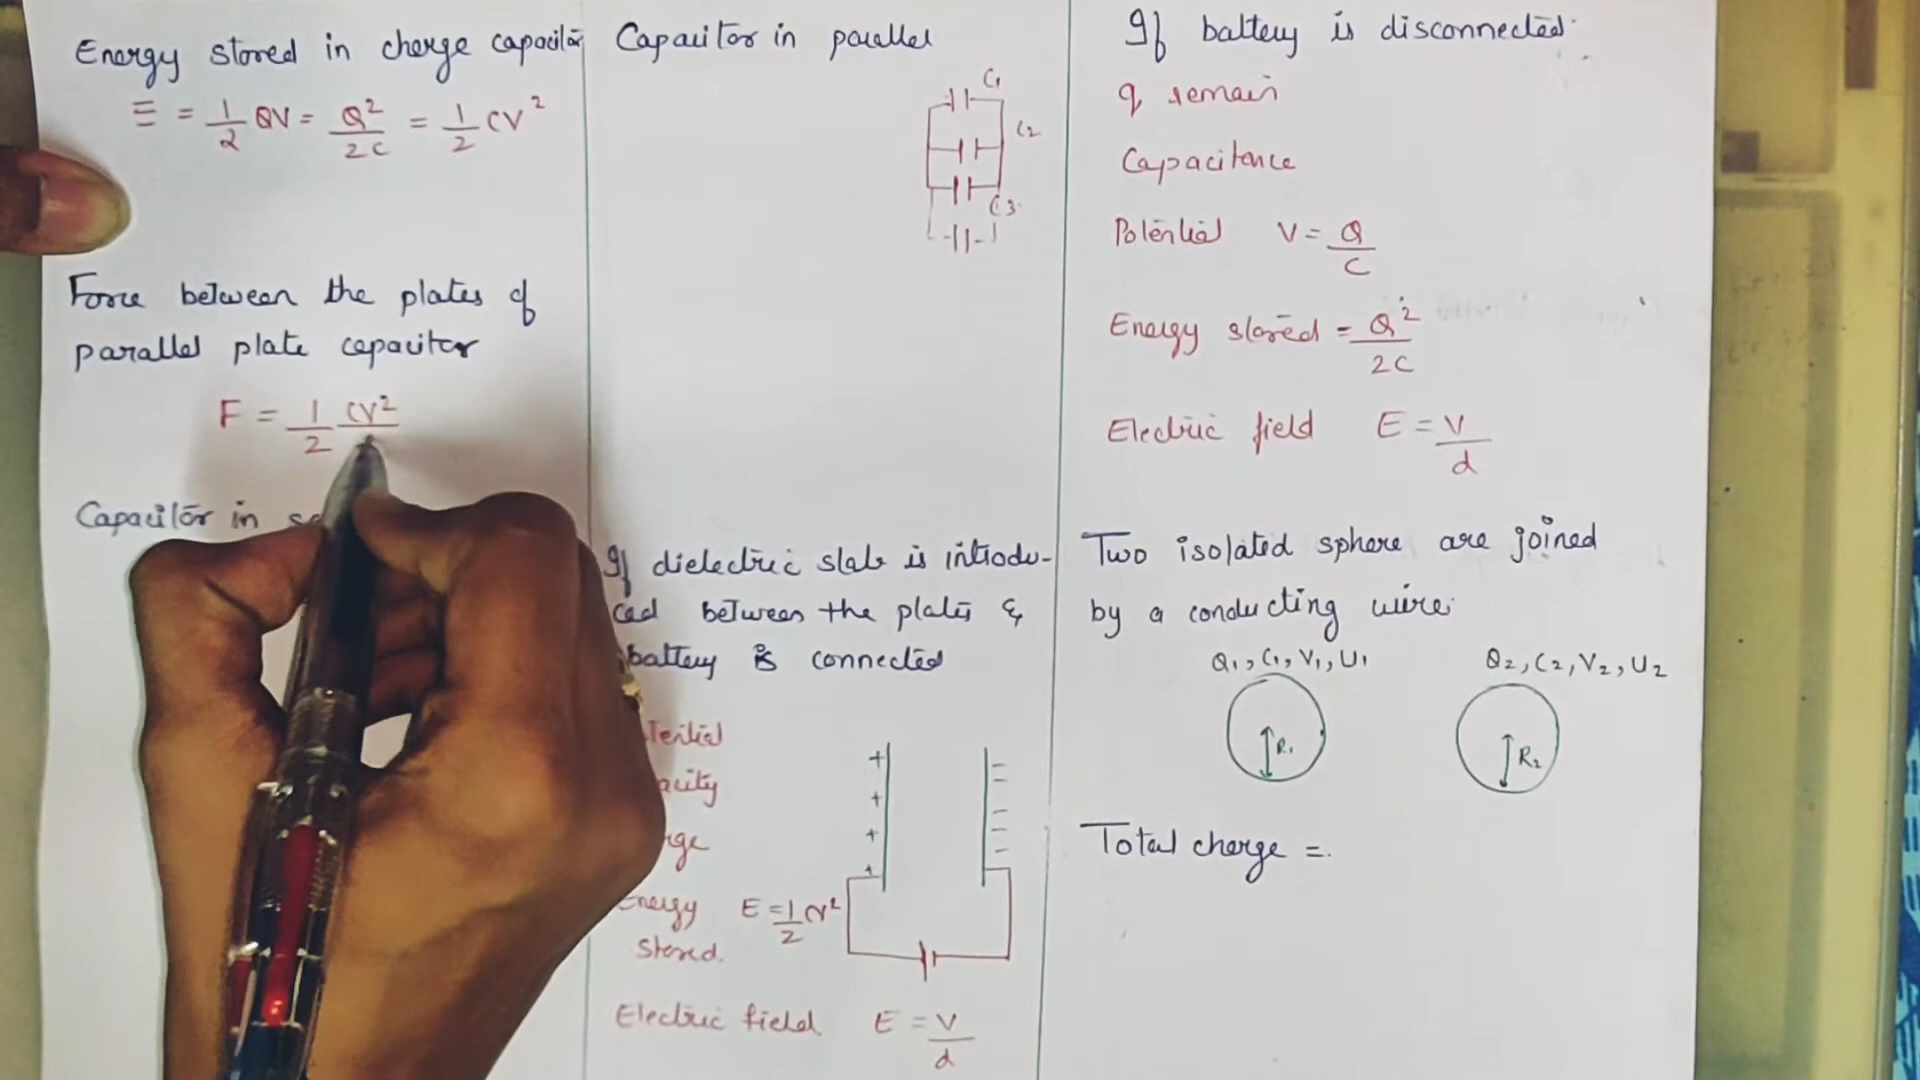 Energy stored in charge capacitor
E = 1/2 QV = Q²/2C = 1/2 CV²
Force between the plates of
parallel plate capacitor
F = 1/2 CV²
Capacitor in
Capacitor in parallel
C1
C2
C3
If dielectric slab is introdu-
ced between the plates &
battery is connected
+ 
+
+
+
Energy E = 1/2 CV²
Stored.
Electric field E = V/d
If battery is disconnected
q remain
Capacitance
Potential V = Q/C
Energy stored = Q²/2C
Electric field E = V/d
Two isolated sphere are joined
by a conducting wire
Q1, C1, V1, U1 Q2, C2, V2, U2
R1 R2
Total charge =